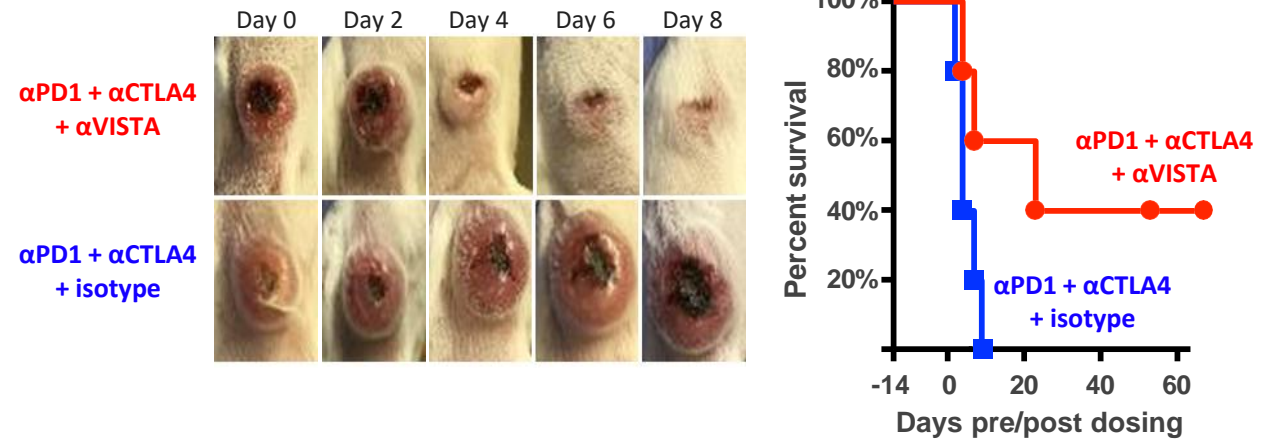 Day 0
Day 2
Day 4
Day 6
Day 8
αPD1 + αCTLA4
+ αVISTA
αPD1 + αCTLA4
+ isotype
Percent survival
100%
80%
60%
40%
20%
αPD1 + αCTLA4
+ αVISTA
αPD1 + αCTLA4
+ isotype
-14 0 20 40 60
Days pre/post dosing